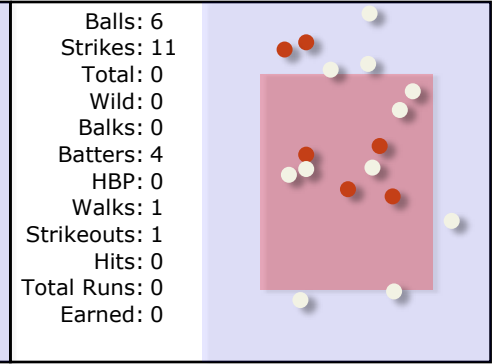 Balls: 6
Strikes: 11
Total: 0
Wild: 0
Balks: 0
Batters: 4
HBP: 0
Walks: 1
Strikeouts: 1
Hits: 0
Total Runs: 0
Earned: 0